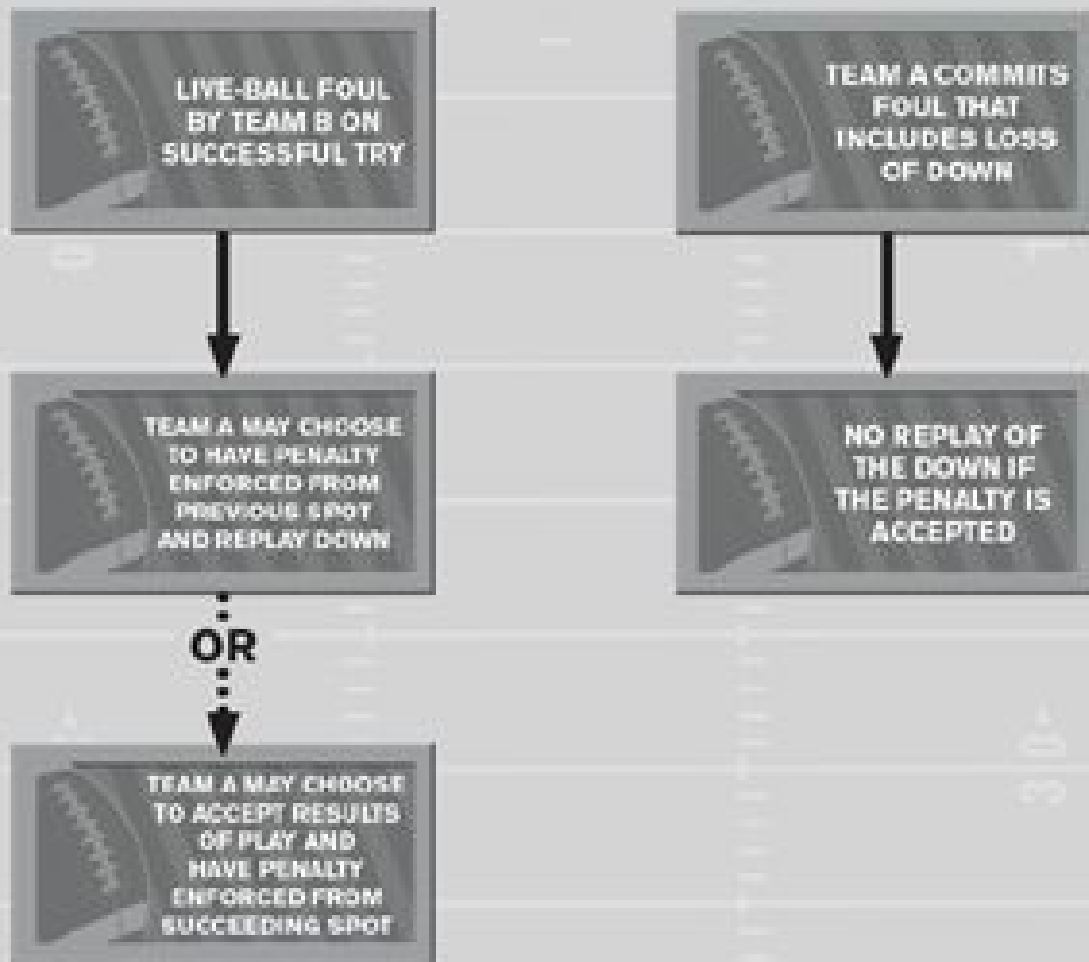 LIVE-BALL FOUL
BY TEAM B ON
SUCCESSFUL TRY
TEAM A MAY CHOOSE
TO HAVE PENALTY
ENFORCED FROM
PREVIOUS SPOT
AND REPLAY DOWN
OR
TEAM A MAY CHOOSE
TO ACCEPT RESULTS
OF PLAY AND
HAVE PENALTY
ENFORCED FROM
SUCCEEDING SPOT
TEAM A COMMITS
FOUL THAT
INCLUDES LOSS
OF DOWN
NO REPLAY OF
THE DOWN IF
THE PENALTY IS
ACCEPTED